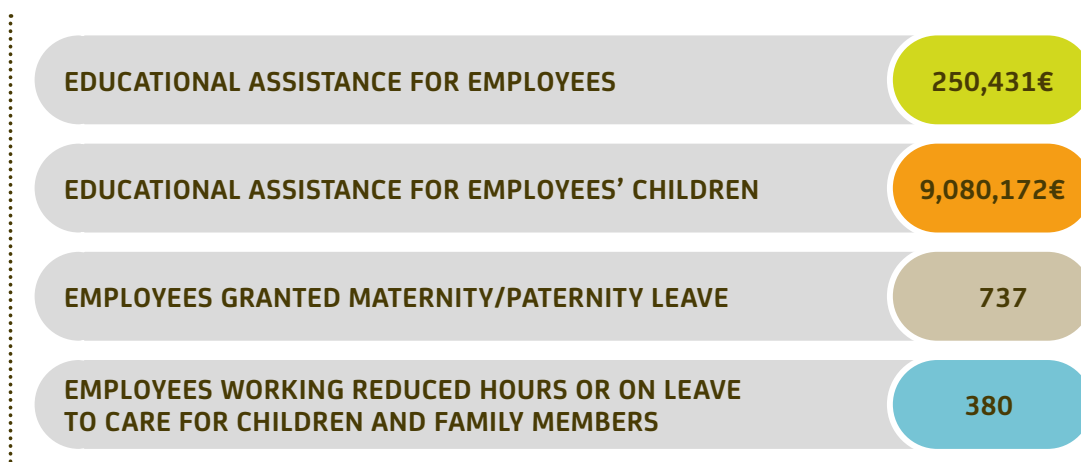 EDUCATIONAL ASSISTANCE FOR EMPLOYEES 250,431€
EDUCATIONAL ASSISTANCE FOR EMPLOYEES’ CHILDREN 9,080,172€
EMPLOYEES GRANTED MATERNITY/PATERNITY LEAVE 737
EMPLOYEES WORKING REDUCED HOURS OR ON LEAVE
TO CARE FOR CHILDREN AND FAMILY MEMBERS 380